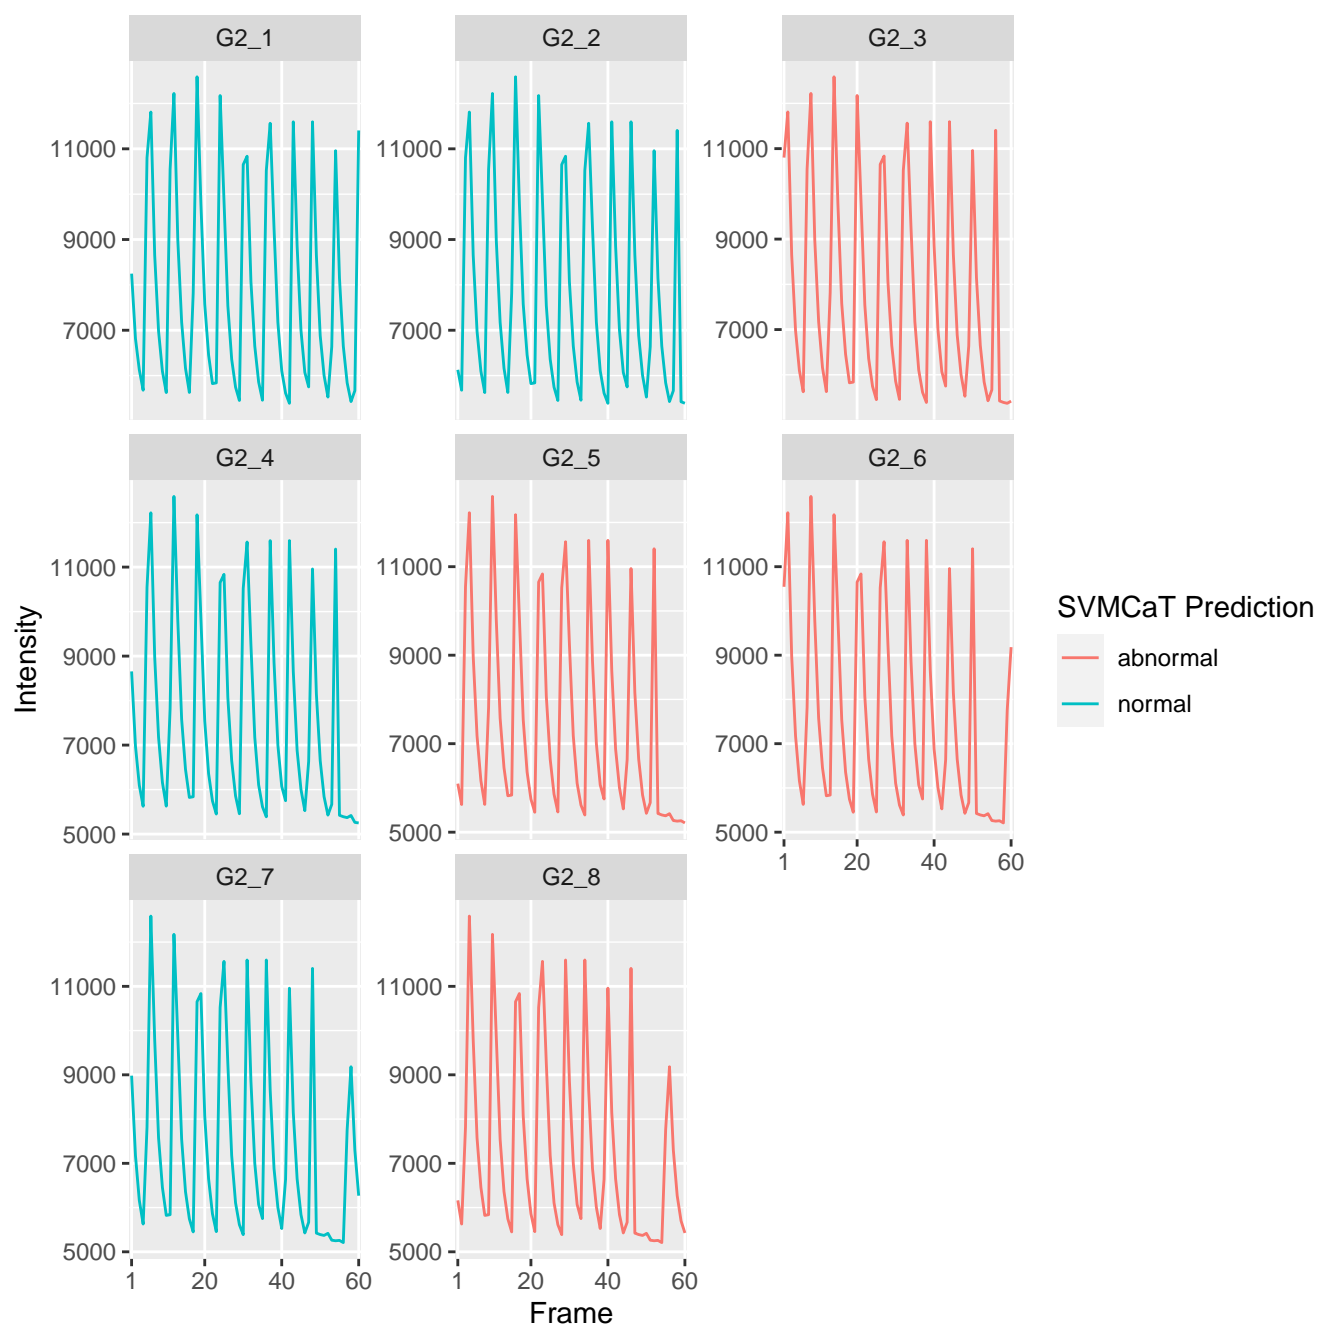 G2_1 G2_2 G2_3
11000 11000 11000
9000 9000 9000
7000 7000 7000
G2_4 G2_5 G2_6
11000 11000 11000
9000 9000 9000
7000 7000 7000
5000 5000 5000
1 20 40 60
G2_7 G2_8
11000 11000
9000 9000
7000 7000
5000 5000
1 20 40 60 1 20 40 60
Frame
Intensity
SVMCaT Prediction
abnormal
normal